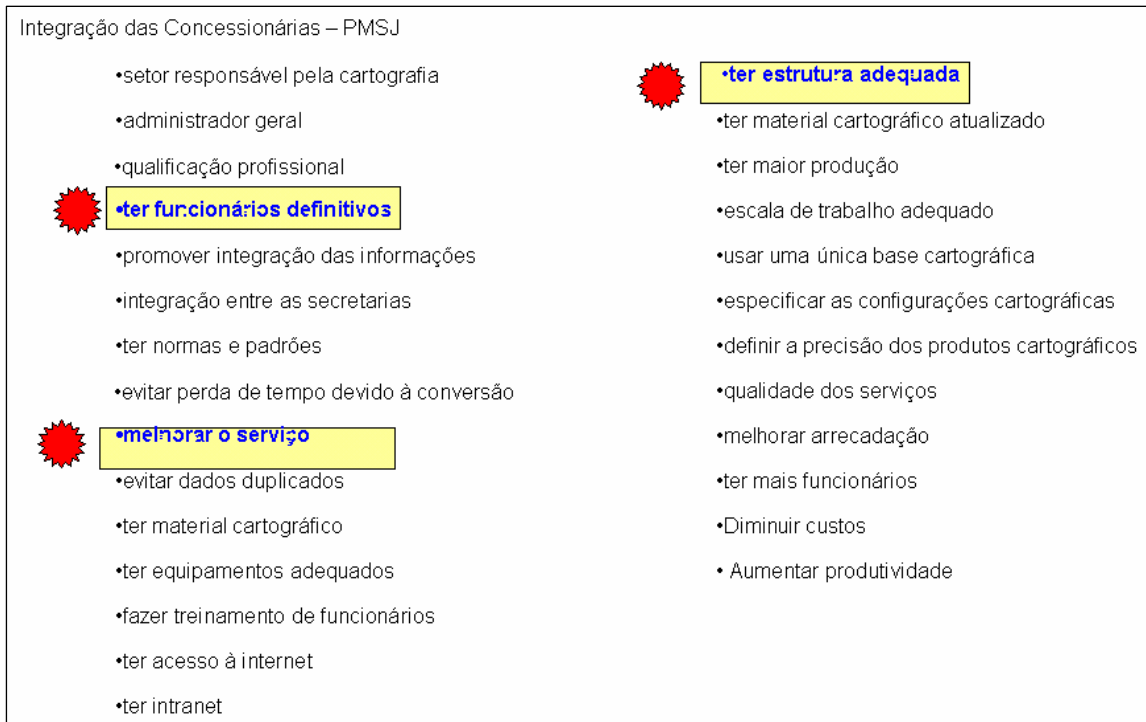 Integração das Concessionárias – PMSJ
•setor responsável pela cartografia
•administrador geral
•qualificação profissional
•ter funcionários definitivos
•promover integração das informações
•integração entre as secretarias
•ter normas e padrões
•evitar perda de tempo devido à conversão
•melhorar o serviço
•evitar dados duplicados
•ter material cartográfico
•ter equipamentos adequados
•fazer treinamento de funcionários
•ter acesso à internet
•ter intranet
•ter estrutura adequada
•ter material cartográfico atualizado
•ter maior produção
•escala de trabalho adequado
•usar uma única base cartográfica
•especificar as configurações cartográficas
•definir a precisão dos produtos cartográficos
•qualidade dos serviços
•melhorar arrecadação
•ter mais funcionários
•Diminuir custos
• Aumentar produtividade